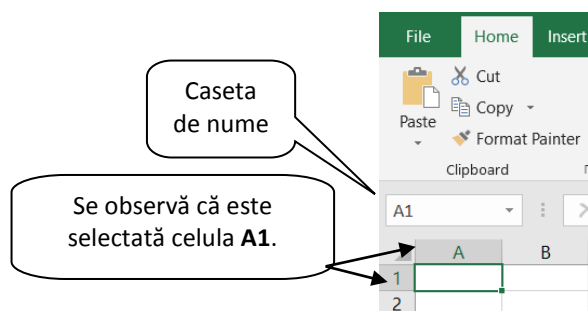 File Home Insert
Cut
Copy
Paste
Format Painter
Clipboard
Caseta
de nume
A1
Se observă că este
selectată celula A1.
A B
1
2